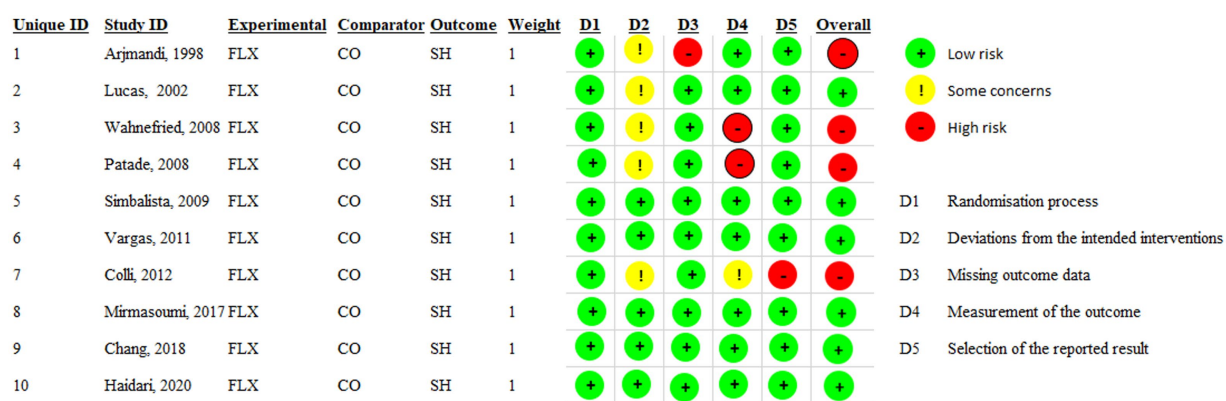 Unique ID Study ID Experimental Comparator Outcome Weight D1 D2 D3 D4 D5 Overall
1 Arjmandi, 1998 FLX CO SH 1 + ! - + + - + Low risk
2 Lucas, 2002 FLX CO SH 1 + ! + + + + ! Some concerns
3 Wahnefried, 2008 FLX CO SH 1 + ! + - + - - High risk
4 Patade, 2008 FLX CO SH 1 + ! + - + -
5 Simbalista, 2009 FLX CO SH 1 + + + + + + D1 Randomisation process
6 Vargas, 2011 FLX CO SH 1 + + + + + + D2 Deviations from the intended interventions
7 Colli, 2012 FLX CO SH 1 + ! + ! - - D3 Missing outcome data
8 Mirmasoumi, 2017 FLX CO SH 1 + + + + + + D4 Measurement of the outcome
9 Chang, 2018 FLX CO SH 1 + + + + + + D5 Selection of the reported result
10 Haidari, 2020 FLX CO SH 1 + + + + + +